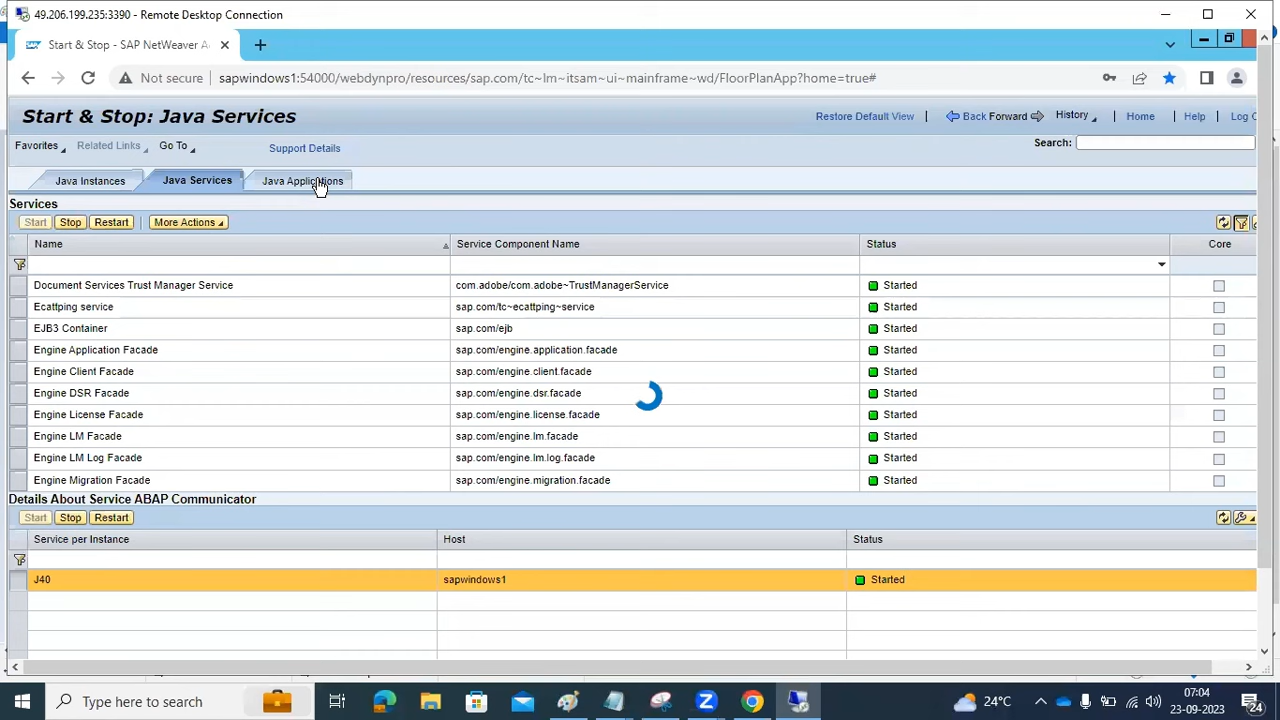 49.206.199.235:3390 - Remote Desktop Connection
Start & Stop - SAP NetWeaver A
Not secure sapwindows1:54000/webdynpro/resources/sap.com/tc~lm~itsam~ui~mainframe~wd/FloorPlanApp?home=true#
Start & Stop: Java Services
Restore Default View Back Forward History Home Help Log O
Favorites Related Links Go To Support Details Search:
Java Instances Java Services Java Applications
Services
Start Stop Restart More Actions
Name Service Component Name Status Core
Document Services Trust Manager Service com.adobe/com.adobe~TrustManagerService Started
Ecattping service sap.com/tc~ecattping~service Started
EJB3 Container sap.com/ejb Started
Engine Application Facade sap.com/engine.application.facade Started
Engine Client Facade sap.com/engine.client.facade Started
Engine DSR Facade sap.com/engine.dsr.facade Started
Engine License Facade sap.com/engine.license.facade Started
Engine LM Facade sap.com/engine.lm.facade Started
Engine LM Log Facade sap.com/engine.lm.log.facade Started
Engine Migration Facade sap.com/engine.migration.facade Started
Details About Service ABAP Communicator
Start Stop Restart
Service per Instance Host Status
J40 sapwindows1 Started
Type here to search 24°C 07:04
23-09-2023 24